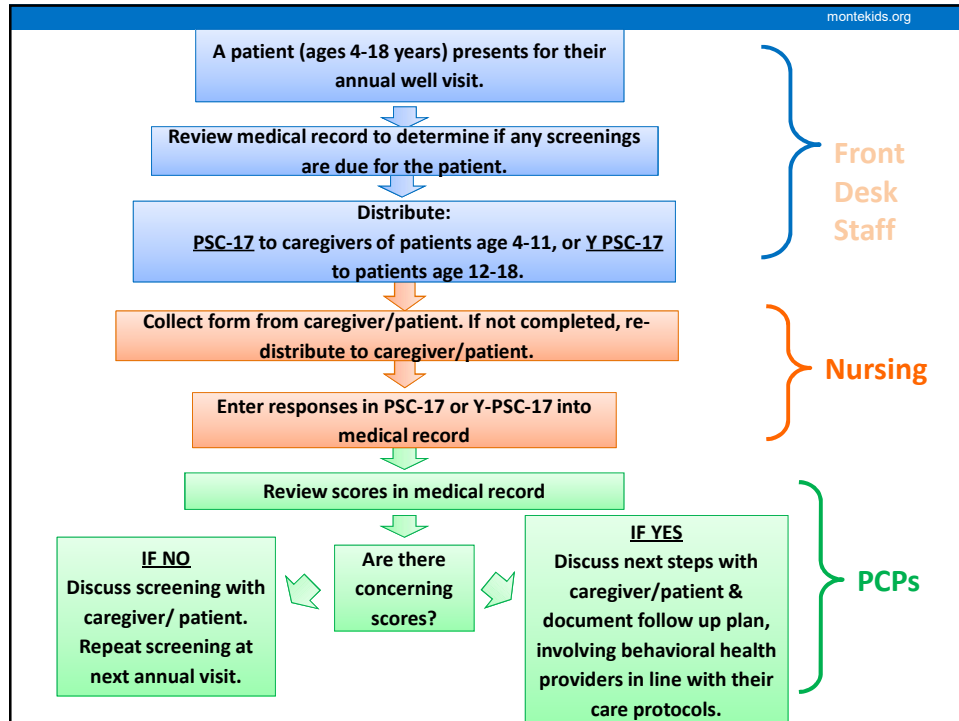 montekids.org
A patient (ages 4-18 years) presents for their
annual well visit.
Review medical record to determine if any screenings
are due for the patient.
Distribute:
PSC-17 to caregivers of patients age 4-11, or Y PSC-17
to patients age 12-18.
Front
Desk
Staff
Collect form from caregiver/patient. If not completed, re-
distribute to caregiver/patient.
Enter responses in PSC-17 or Y-PSC-17 into
medical record
Nursing
Review scores in medical record
Are there
concerning
scores?
IF NO
Discuss screening with
caregiver/ patient.
Repeat screening at
next annual visit.
IF YES
Discuss next steps with
caregiver/patient &
document follow up plan,
involving behavioral health
providers in line with their
care protocols.
PCPs